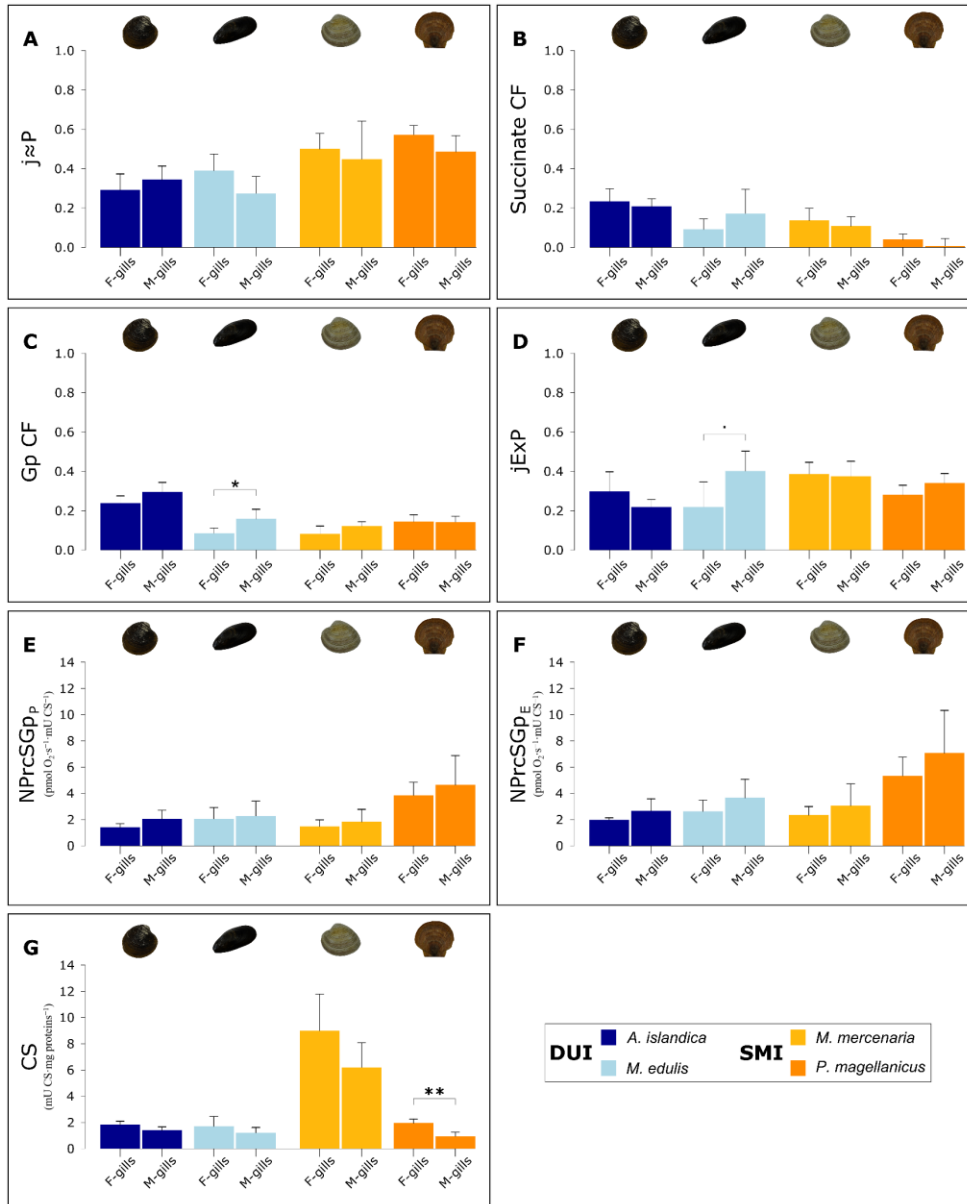 A
j≈P
1.0
0.8
0.6
0.4
0.2
0.0
F-gills M-gills F-gills M-gills F-gills M-gills F-gills M-gills
B
Succinate CF
1.0
0.8
0.6
0.4
0.2
0.0
F-gills M-gills F-gills M-gills F-gills M-gills F-gills M-gills
C
Gp CF
1.0
0.8
0.6
0.4
0.2
0.0
*
F-gills M-gills F-gills M-gills F-gills M-gills F-gills M-gills
D
jExP
1.0
0.8
0.6
0.4
0.2
0.0
.
F-gills M-gills F-gills M-gills F-gills M-gills F-gills M-gills
E
NPrcSGpP
(pmol O₂·s⁻¹·mU CS⁻¹)
14
12
10
8
6
4
2
0
F-gills M-gills F-gills M-gills F-gills M-gills F-gills M-gills
F
NPrcSGpE
(pmol O₂·s⁻¹·mU CS⁻¹)
14
12
10
8
6
4
2
0
F-gills M-gills F-gills M-gills F-gills M-gills F-gills M-gills
G
CS
(mU CS·mg proteins⁻¹)
14
12
10
8
6
4
2
0
**
F-gills M-gills F-gills M-gills F-gills M-gills F-gills M-gills
DUI
A. islandica
M. edulis
SMI
M. mercenaria
P. magellanicus